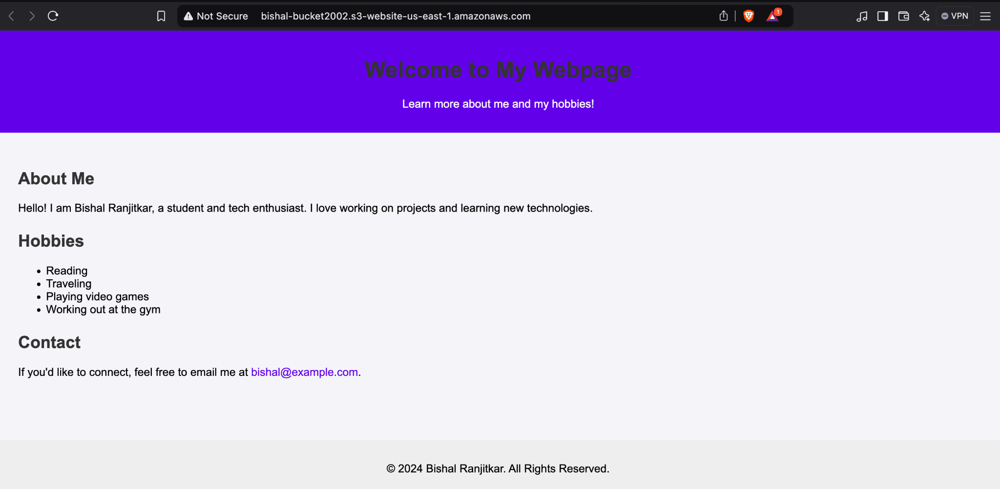 Not Secure bishal-bucket2002.s3-website-us-east-1.amazonaws.com 1 VPN
Welcome to My Webpage
Learn more about me and my hobbies!
About Me
Hello! I am Bishal Ranjitkar, a student and tech enthusiast. I love working on projects and learning new technologies.
Hobbies
• Reading
• Traveling
• Playing video games
• Working out at the gym
Contact
If you'd like to connect, feel free to email me at bishal@example.com.
© 2024 Bishal Ranjitkar. All Rights Reserved.